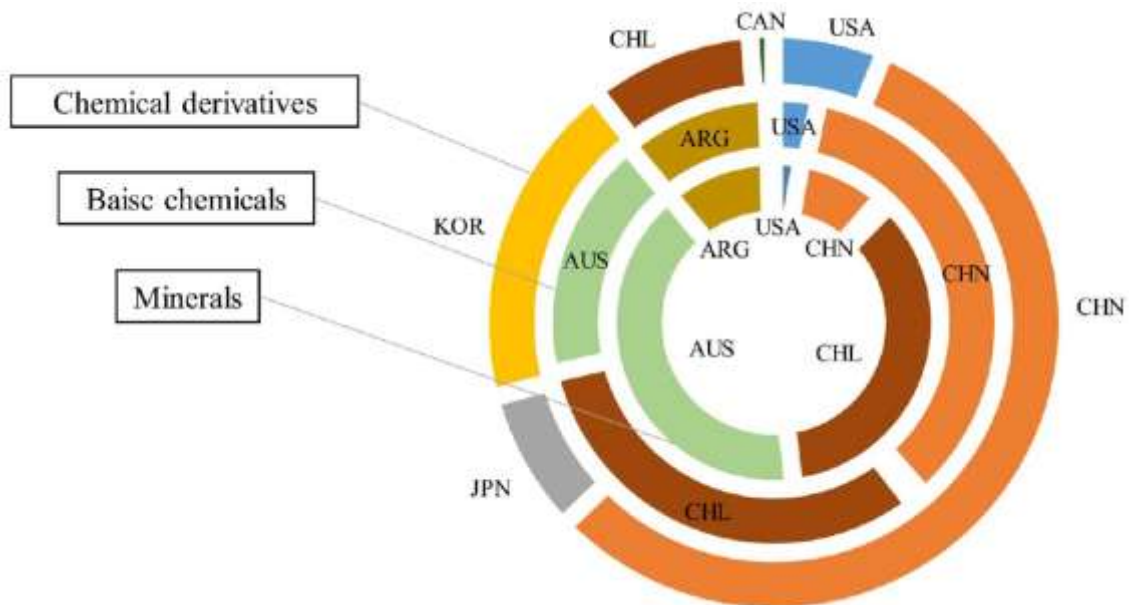 CAN
USA
CHL
Chemical derivatives
ARG
USA
Baisc chemicals
KOR
USA
ARG
CHN
AUS
CHN
Minerals
CHN
AUS
CHL
JPN
CHL